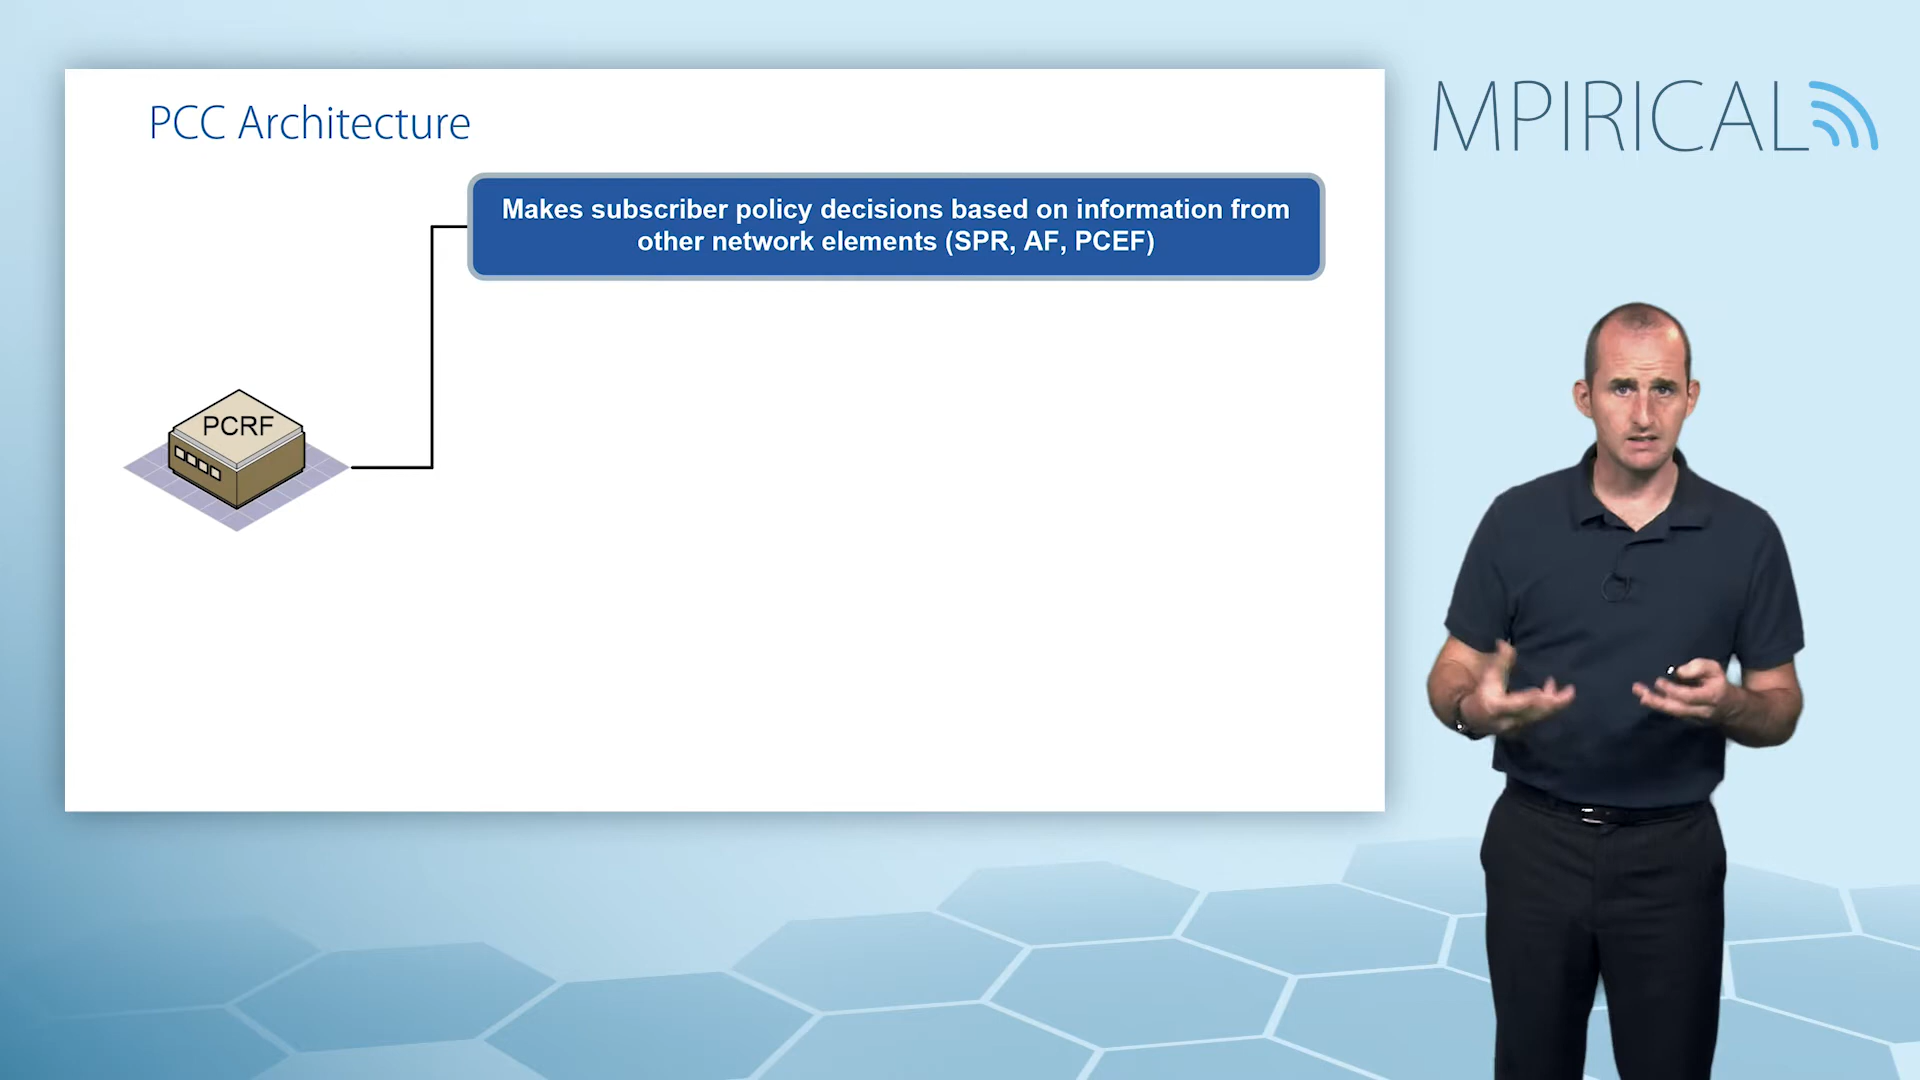 PCC Architecture
MPIRICAL
Makes subscriber policy decisions based on information from
other network elements (SPR, AF, PCEF)
PCRF